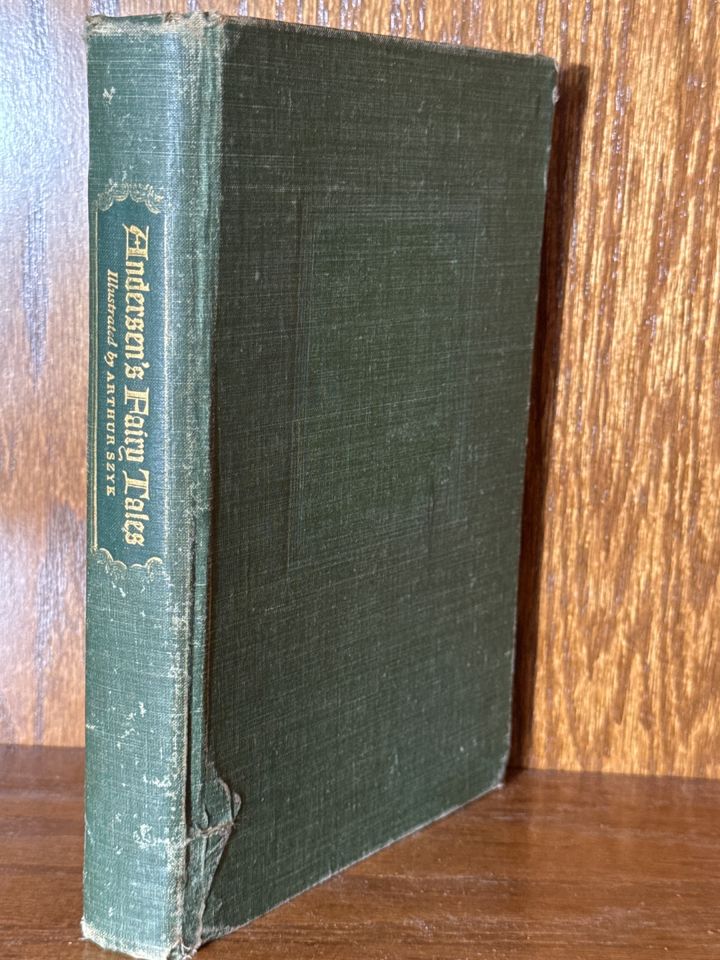 Andersen's Fairy Tales
Illustrated by ARTHUR SZYK